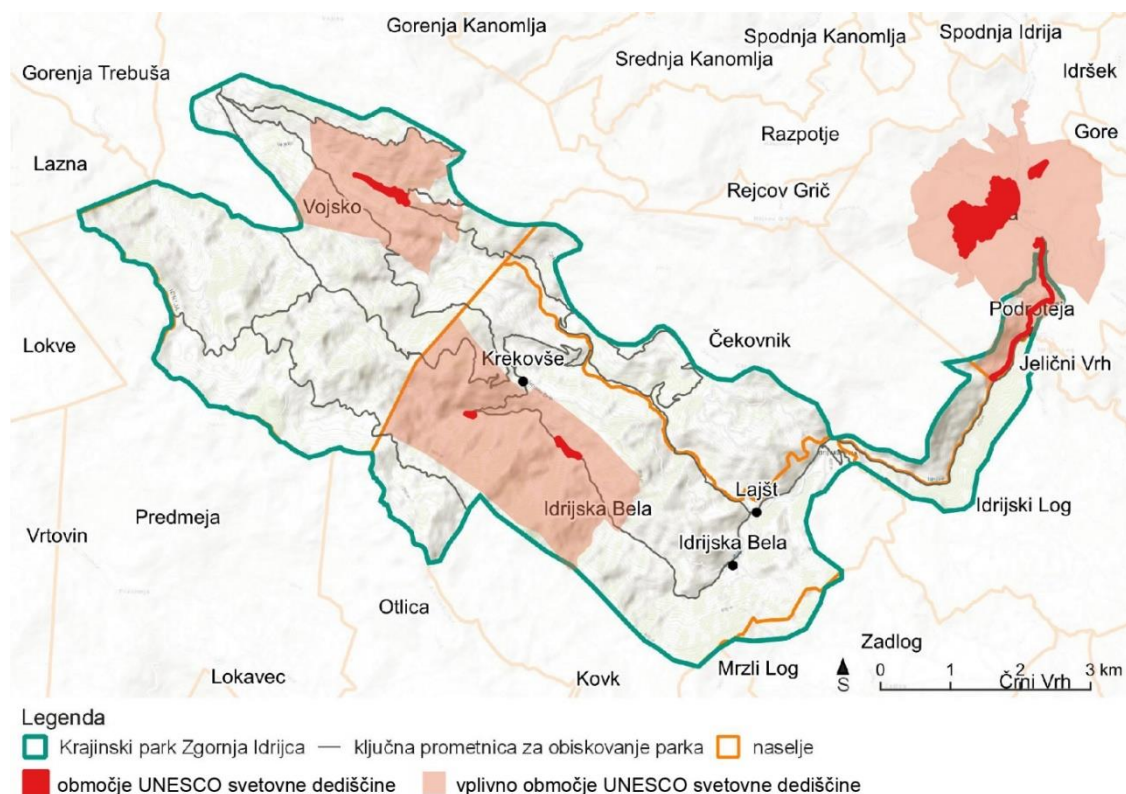 Gorenja Kanomlja
Spodnja Kanomlja
Spodnja Idrija
Srednja Kanomlja
Idršek
Gorenja Trebuša
Razpotje
Gore
Lazna
Rejcov Grič
Vojsko
Podroteja
Lokve
Čekovnik
Krekovše
Jelični Vrh
Lajšt
Idrijska Bela
Idrijski Log
Predmeja
Vrtovin
Idrijska Bela
Otlica
Zadlog
Lokavec
Kovk
Mrzli Log
S
0 1 2 3 km
Črni Vrh
Legenda
Krajinski park Zgornja Idrijca
ključna prometnica za obiskovanje parka
naselje
območje UNESCO svetovne dediščine
vplivno območje UNESCO svetovne dediščine